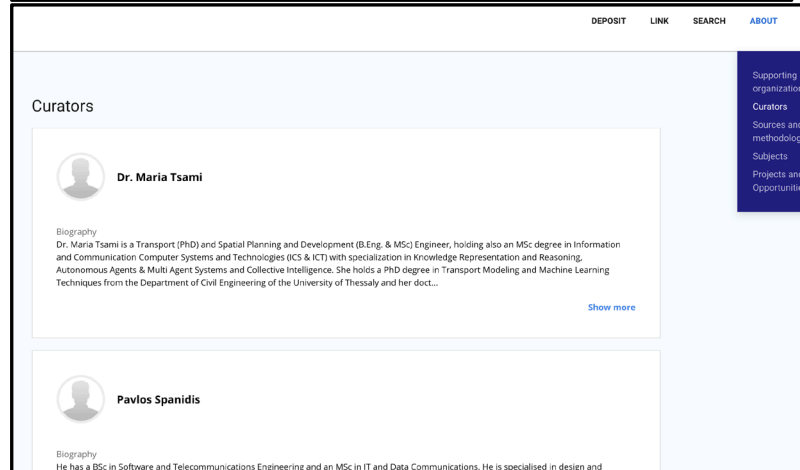 DEPOSIT LINK SEARCH ABOUT
Supporting
Curators
Sources and
Subjects
Projects and
Curators
Dr. Maria Tsami
Biography
Dr. Maria Tsami is a Transport (PhD) and Spatial Planning and Development (B.Eng. & MSc) Engineer, holding also an MSc degree in Information
and Communication Computer Systems and Technologies (ICS & ICT) with specialization in Knowledge Representation and Reasoning,
Autonomous Agents & Multi Agent Systems and Collective Intelligence. She holds a PhD degree in Transport Modeling and Machine Learning
Techniques from the Department of Civil Engineering of the University of Thessaly and her doct...
Show more
Pavlos Spanidis
Biography
He has a BSc in Software and Telecommunications Engineering and an MSc in IT and Data Communications. He is specialised in design and